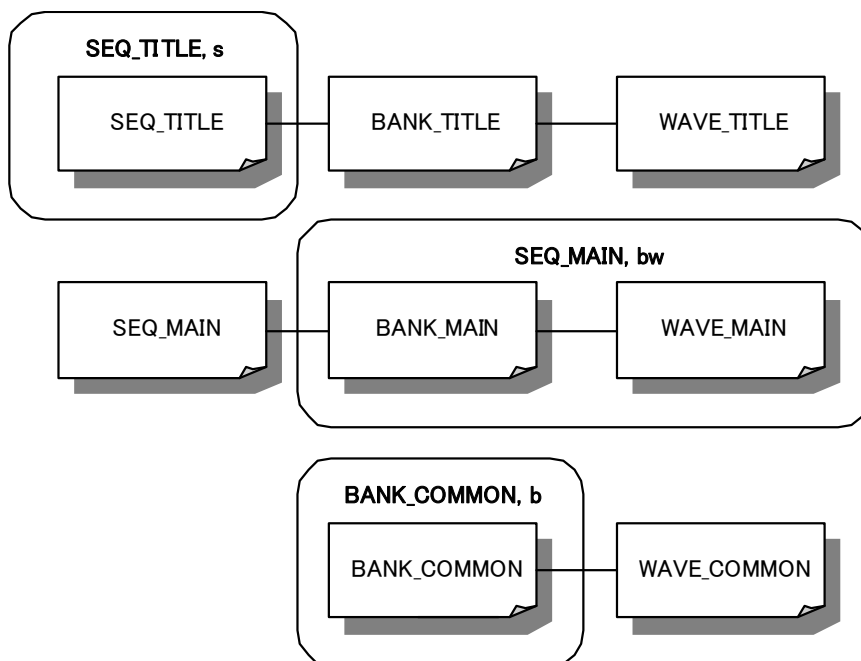 SEQ_TITLE, s
SEQ_TITLE
BANK_TITLE
WAVE_TITLE
SEQ_MAIN, bw
SEQ_MAIN
BANK_MAIN
WAVE_MAIN
BANK_COMMON, b
BANK_COMMON
WAVE_COMMON